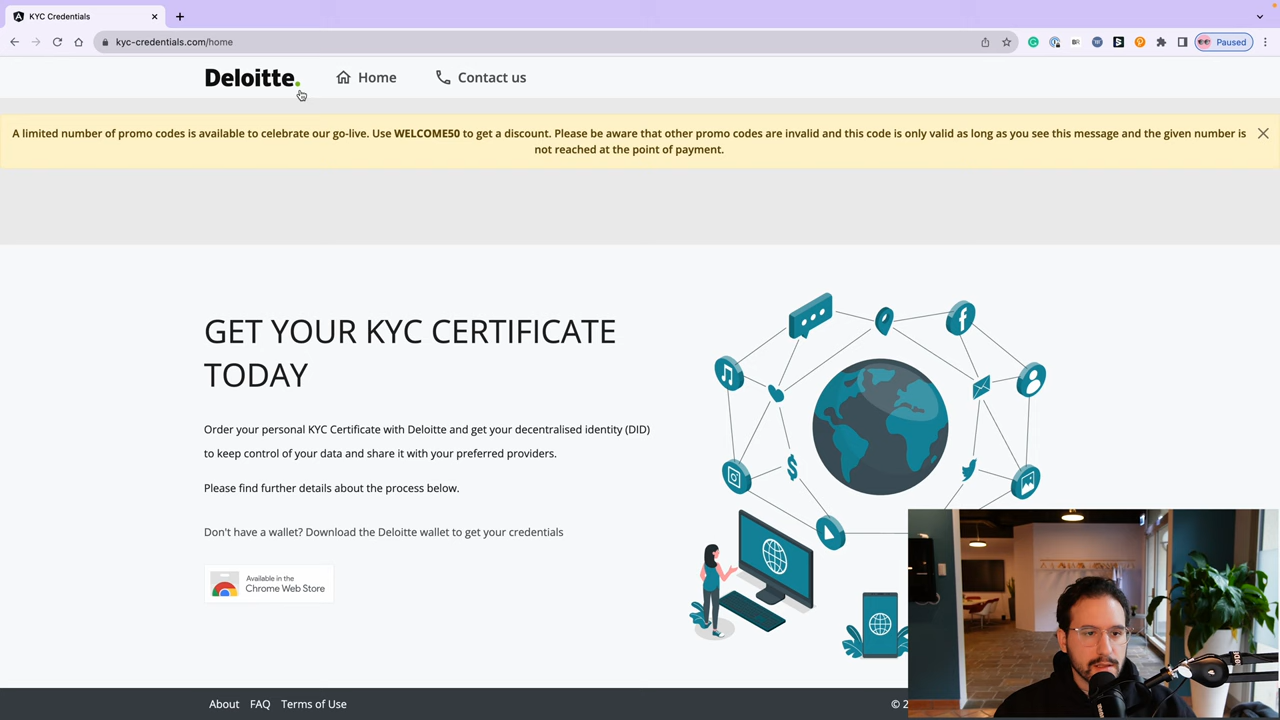 KYC Credentials
kyc-credentials.com/home
Paused
Deloitte.
Home
Contact us
A limited number of promo codes is available to celebrate our go-live. Use WELCOME50 to get a discount. Please be aware that other promo codes are invalid and this code is only valid as long as you see this message and the given number is
not reached at the point of payment.
GET YOUR KYC CERTIFICATE
TODAY
Order your personal KYC Certificate with Deloitte and get your decentralised identity (DID)
to keep control of your data and share it with your preferred providers.
Please find further details about the process below.
Don't have a wallet? Download the Deloitte wallet to get your credentials
Available in the
Chrome Web Store
About
FAQ
Terms of Use
© 2